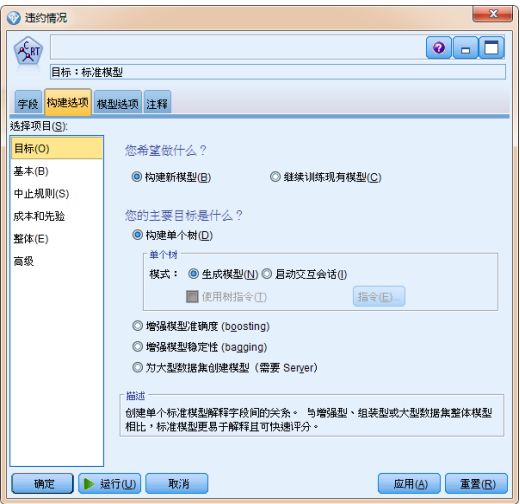 违约情况
C&RT
目标：标准模型
字段 构建选项 模型选项 注释
选择项目(S):
目标(O)
基本(B)
中止规则(S)
成本和先验
整体(E)
高级
您希望做什么？
构建新模型(B) 继续训练现有模型(C)
您的主要目标是什么？
构建单个树(D)
单个树
模式： 生成模型(N) 启动交互会话(I)
使用树指令(T) 指令(E)...
增强模型准确度 (boosting)
增强模型稳定性 (bagging)
为大型数据集创建模型（需要 Server)
描述
创建单个标准模型解释字段间的关系。 与增强型、组装型或大型数据集整体模型
相比，标准模型更易于解释且可快速评分。
确定 运行(U) 取消 应用(A) 重置(R)